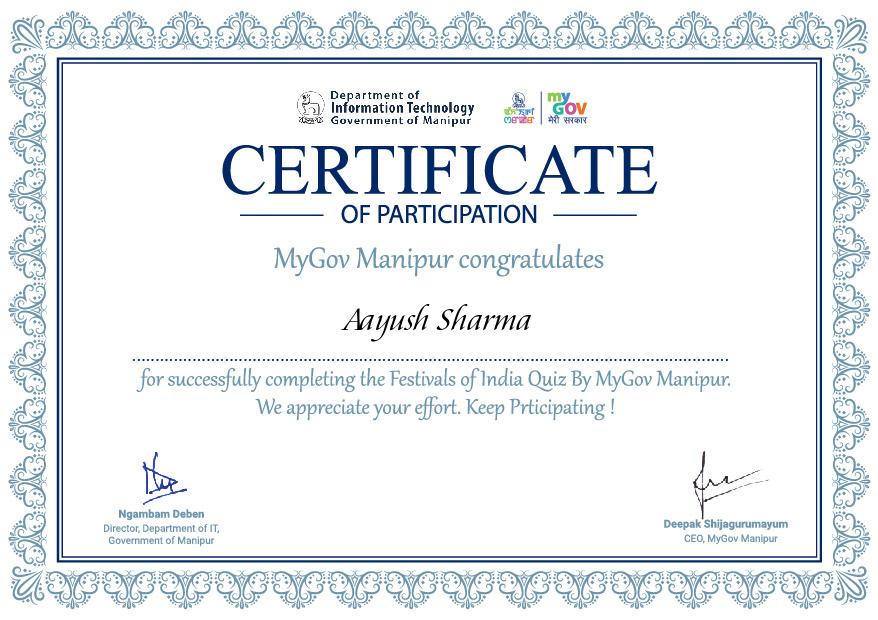 Department of
Information Technology
Government of Manipur
my
GOV
मेरी सरकार
CERTIFICATE
OF PARTICIPATION
MyGov Manipur congratulates
Aayush Sharma
for successfully completing the Festivals of India Quiz By MyGov Manipur.
We appreciate your effort. Keep Prticipating !
Ngambam Deben
Director, Department of IT,
Government of Manipur
Deepak Shijagurumayum
CEO, MyGov Manipur